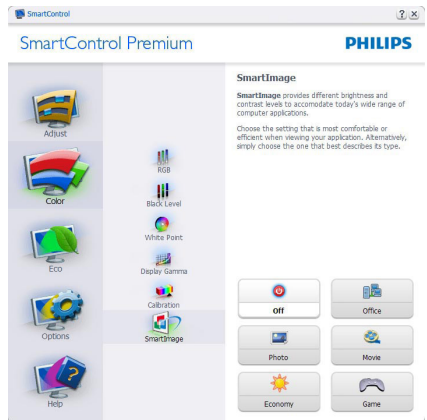 SmartControl
SmartControl Premium
PHILIPS
Adjust
Color
Eco
Options
Help
RGB
Black Level
White Point
Display Gamma
Calibration
SmartImage
SmartImage
SmartImage provides different brightness and
contrast levels to accomodate today's wide range of
computer applications.
Choose the setting that is most comfortable or
efficient when viewing your application. Alternatively,
simply choose the one that best describes its type.
Off
Office
Photo
Movie
Economy
Game